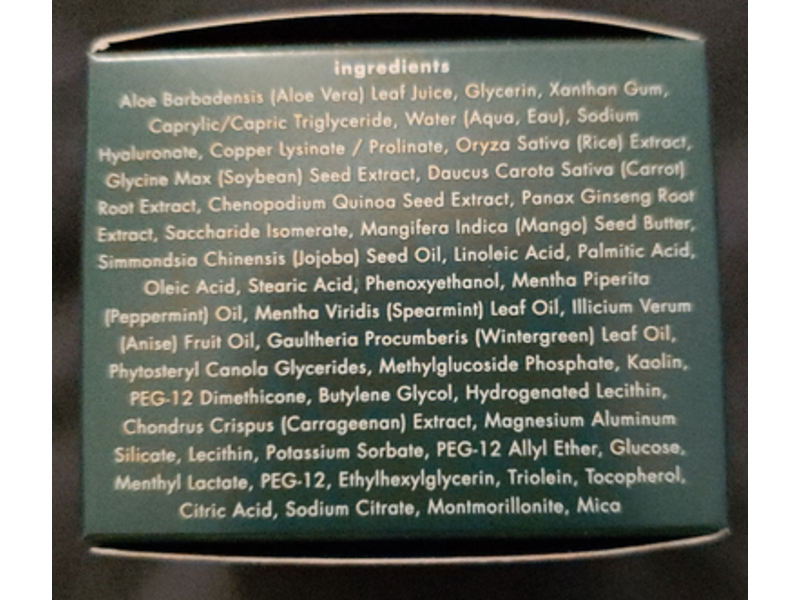 ingredients
Aloe Barbadensis (Aloe Vera) Leaf Juice, Glycerin, Xanthan Gum,
Caprylic/Capric Triglyceride, Water (Aqua, Eau), Sodium
Hyaluronate, Copper Lysinate / Prolinate, Oryza Sativa (Rice) Extract,
Glycine Max (Soybean) Seed Extract, Daucus Carota Sativa (Carrot)
Root Extract, Chenopodium Quinoa Seed Extract, Panax Ginseng Root
Extract, Saccharide Isomerate, Mangifera Indica (Mango) Seed Butter,
Simmondsia Chinensis (Jojoba) Seed Oil, Linoleic Acid, Palmitic Acid,
Oleic Acid, Stearic Acid, Phenoxyethanol, Mentha Piperita
(Peppermint) Oil, Mentha Viridis (Spearmint) Leaf Oil, Illicium Verum
(Anise) Fruit Oil, Gaultheria Procumberis (Wintergreen) Leaf Oil,
Phytosteryl Canola Glycerides, Methylglucoside Phosphate, Kaolin,
PEG-12 Dimethicone, Butylene Glycol, Hydrogenated Lecithin,
Chondrus Crispus (Carrageenan) Extract, Magnesium Aluminum
Silicate, Lecithin, Potassium Sorbate, PEG-12 Allyl Ether, Glucose,
Menthyl Lactate, PEG-12, Ethylhexylglycerin, Triolein, Tocopherol,
Citric Acid, Sodium Citrate, Montmorillonite, Mica